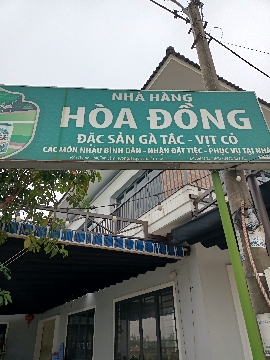 NHÀ HÀNG
HÒA ĐỒNG
ĐẶC SẢN GÀ TÂC - VỊT CỎ
CÁC MÓN NHẬU BÌNH DÂN - NHẬN ĐẶT TIỆC - PHỤC VỤ TẠI NHÀ